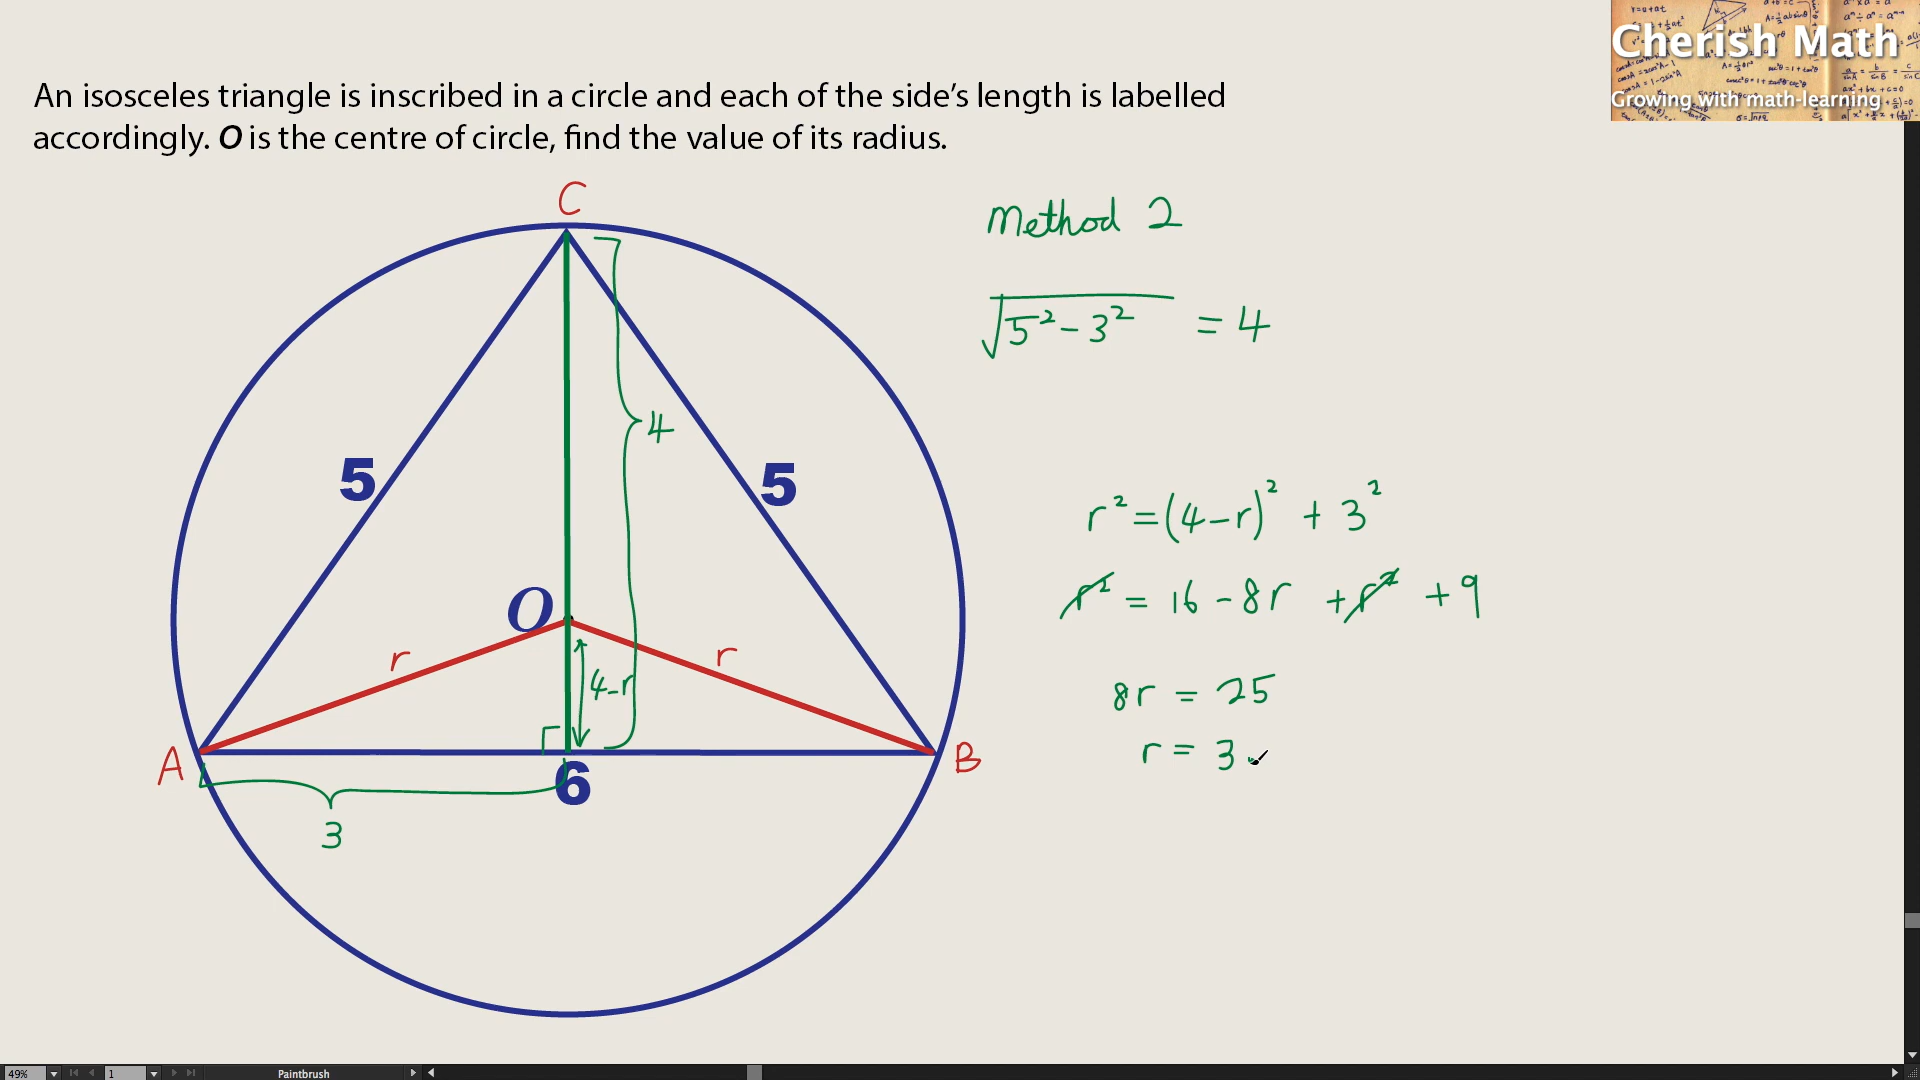 Cherish Math
Growing with math-learning
An isosceles triangle is inscribed in a circle and each of the side's length is labelled
accordingly. O is the centre of circle, find the value of its radius.
C
Method 2
√5² - 3² = 4
4
5
5
r² = (4-r)² + 3²
O
r² = 16 - 8r + r² + 9
r
r
4-r
8r = 25
A
B
r = 3.
6
3
49%
1
Paintbrush